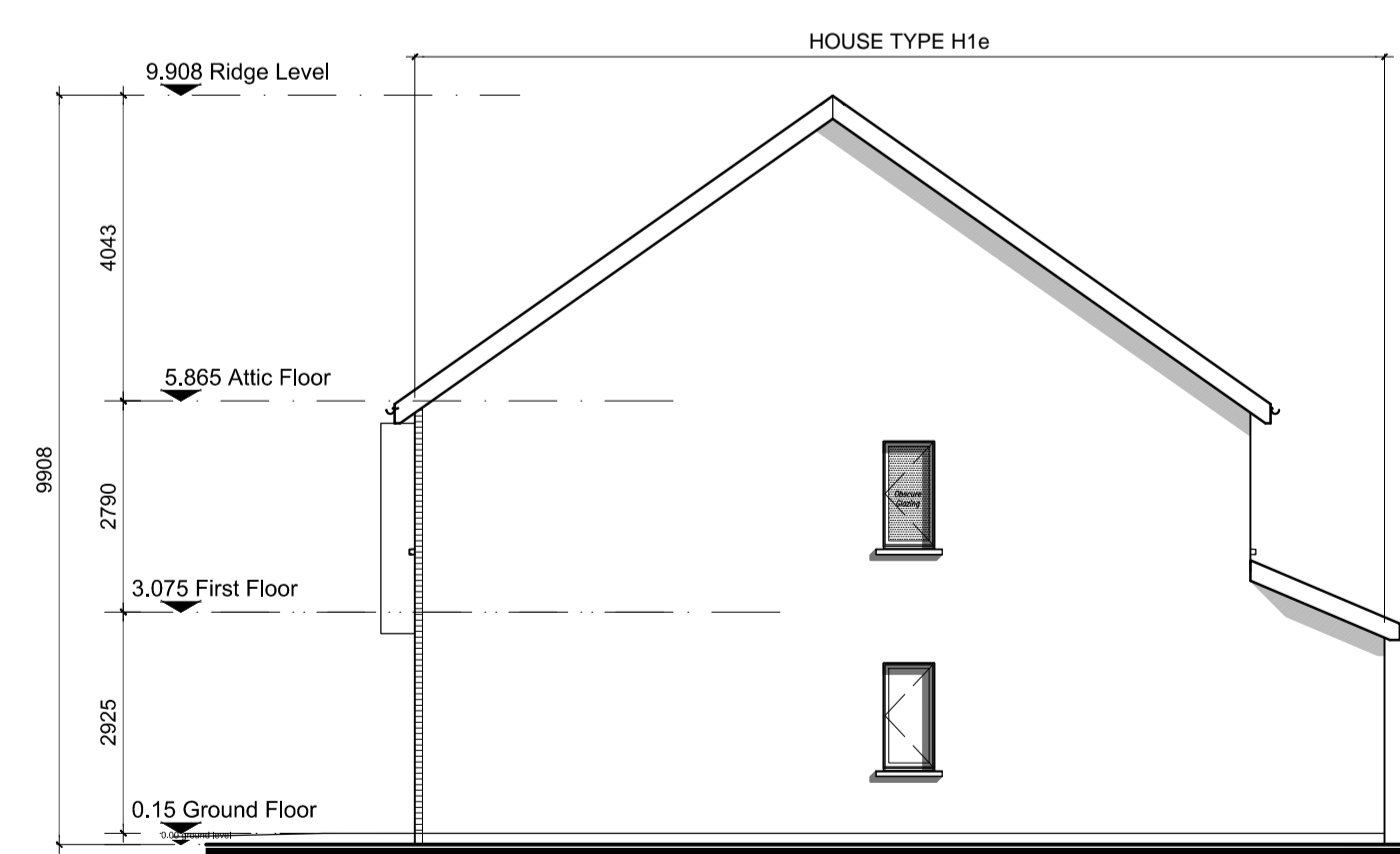 HOUSE TYPE H1e
9.908 Ridge Level
4043
5.865 Attic Floor
9908
2790
Obscure
Glazing
3.075 First Floor
2925
0.15 Ground Floor
0.00 ground level